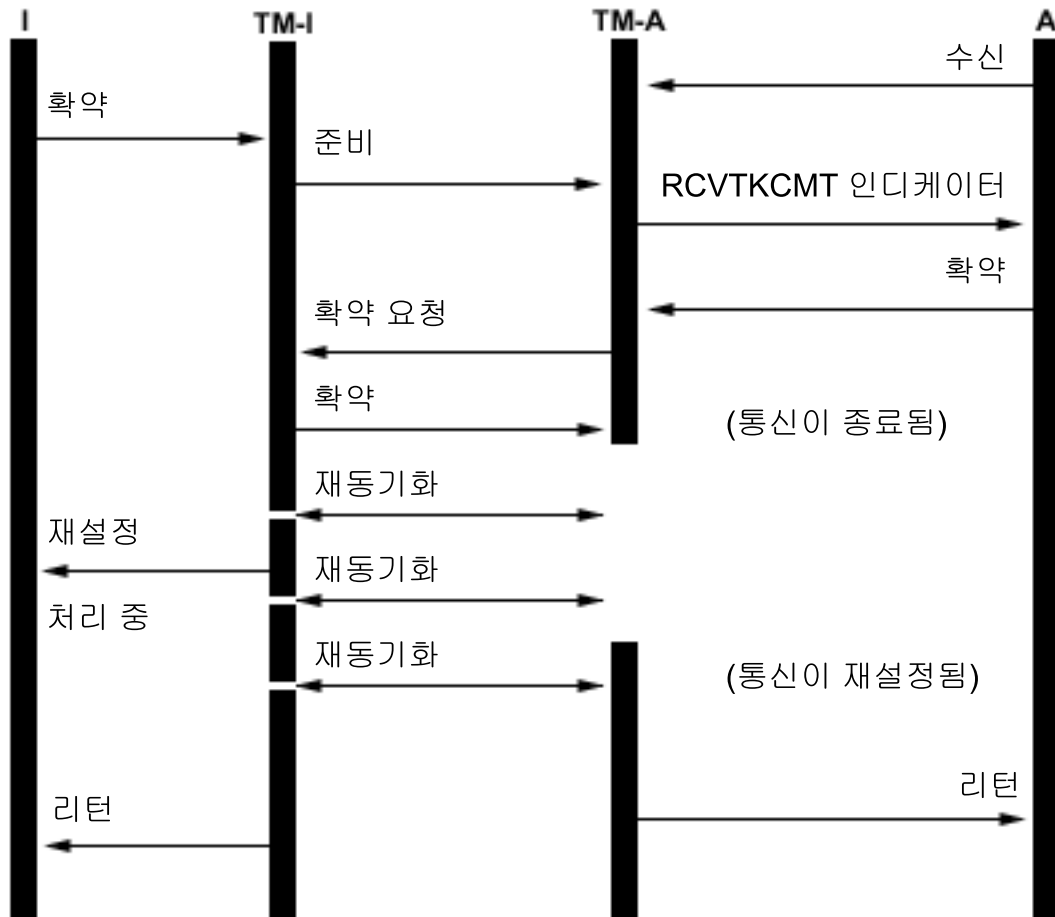 I TM-I TM-A A
수신
확약
준비
RCVTKCMT 인디케이터
확약
확약 요청
확약
(통신이 종료됨)
재동기화
재설정
재동기화
처리 중
재동기화
(통신이 재설정됨)
리턴
리턴